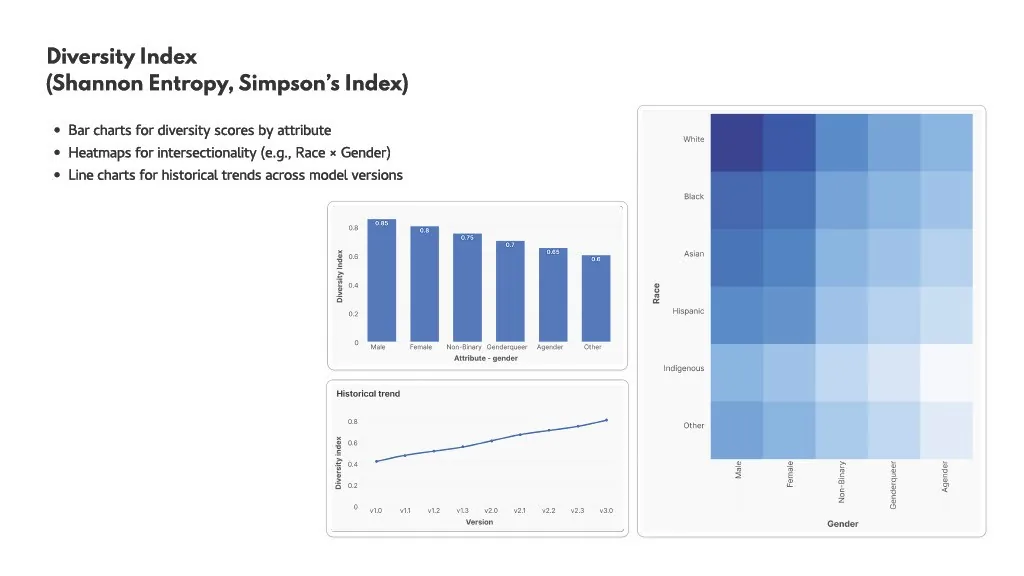 Diversity Index
(Shannon Entropy, Simpson's Index)
• Bar charts for diversity scores by attribute
• Heatmaps for intersectionality (e.g., Race × Gender)
• Line charts for historical trends across model versions
Diversity Index
0.8
0.6
0.4
0.2
0
0.85
0.8
0.75
0.7
0.65
0.6
Male Female Non-Binary Genderqueer Agender Other
Attribute - gender
Historical trend
Diversity index
0.8
0.6
0.4
0.2
0
v1.0 v1.1 v1.2 v1.3 v2.0 v2.1 v2.2 v2.3 v3.0
Version
Race
White
Black
Asian
Hispanic
Indigenous
Other
Male Female Non-Binary Genderqueer Agender
Gender